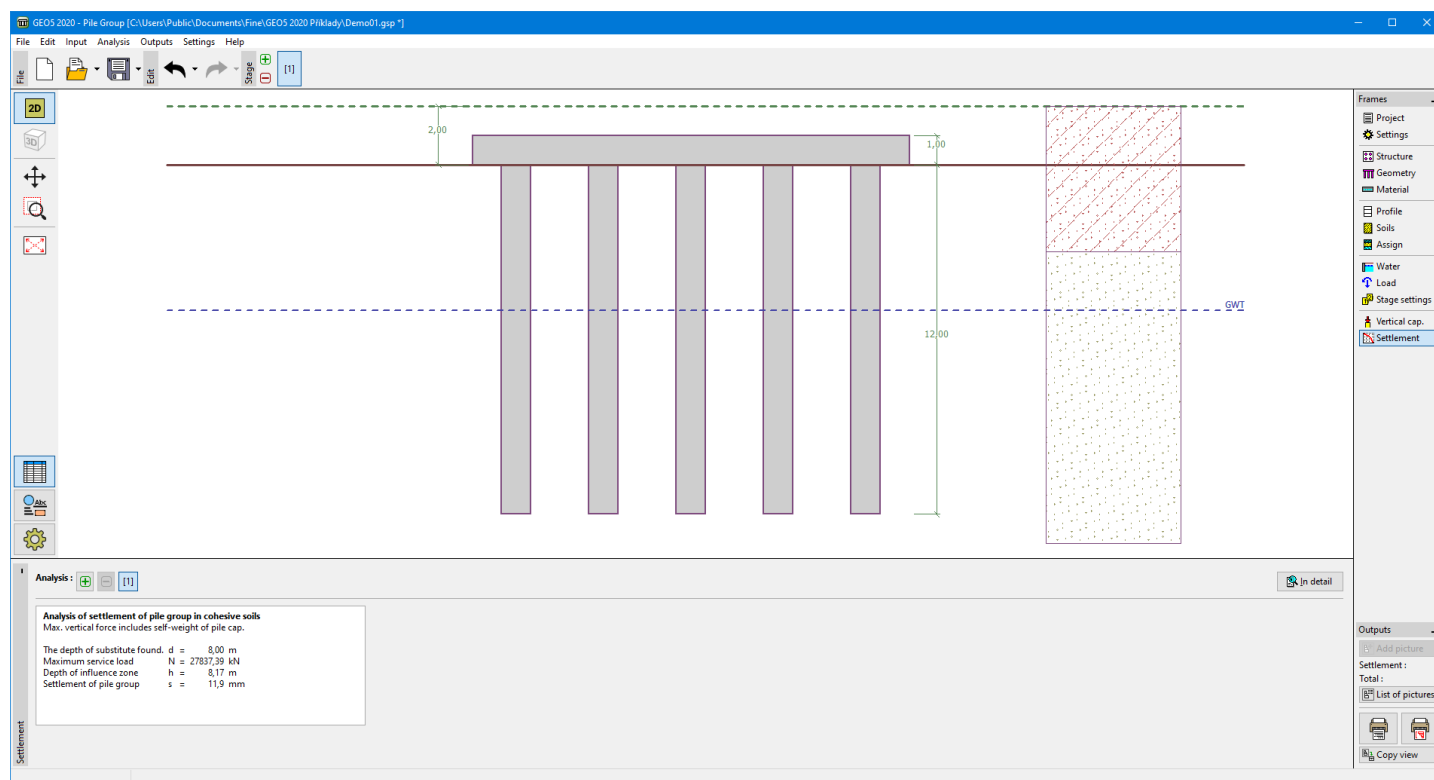 GEO5 2020 - Pile Group [C:\Users\Public\Documents\Fine\GEO5 2020 Příklady\Demo01.gsp *]
File Edit Input Analysis Outputs Settings Help
File
Edit
Stage
[1]
2D
3D
Abc
2,00
1,00
GWT
12,00
Frames
Project
Settings
Structure
Geometry
Material
Profile
Soils
Assign
Water
Load
Stage settings
Vertical cap.
Settlement
Analysis : [1]
In detail
Analysis of settlement of pile group in cohesive soils
Max. vertical force includes self-weight of pile cap.
The depth of substitute found. d = 8,00 m
Maximum service load N = 27837,39 kN
Depth of influence zone h = 8,17 m
Settlement of pile group s = 11,9 mm
Settlement
Outputs
Add picture
Settlement :
Total :
List of pictures
Copy view